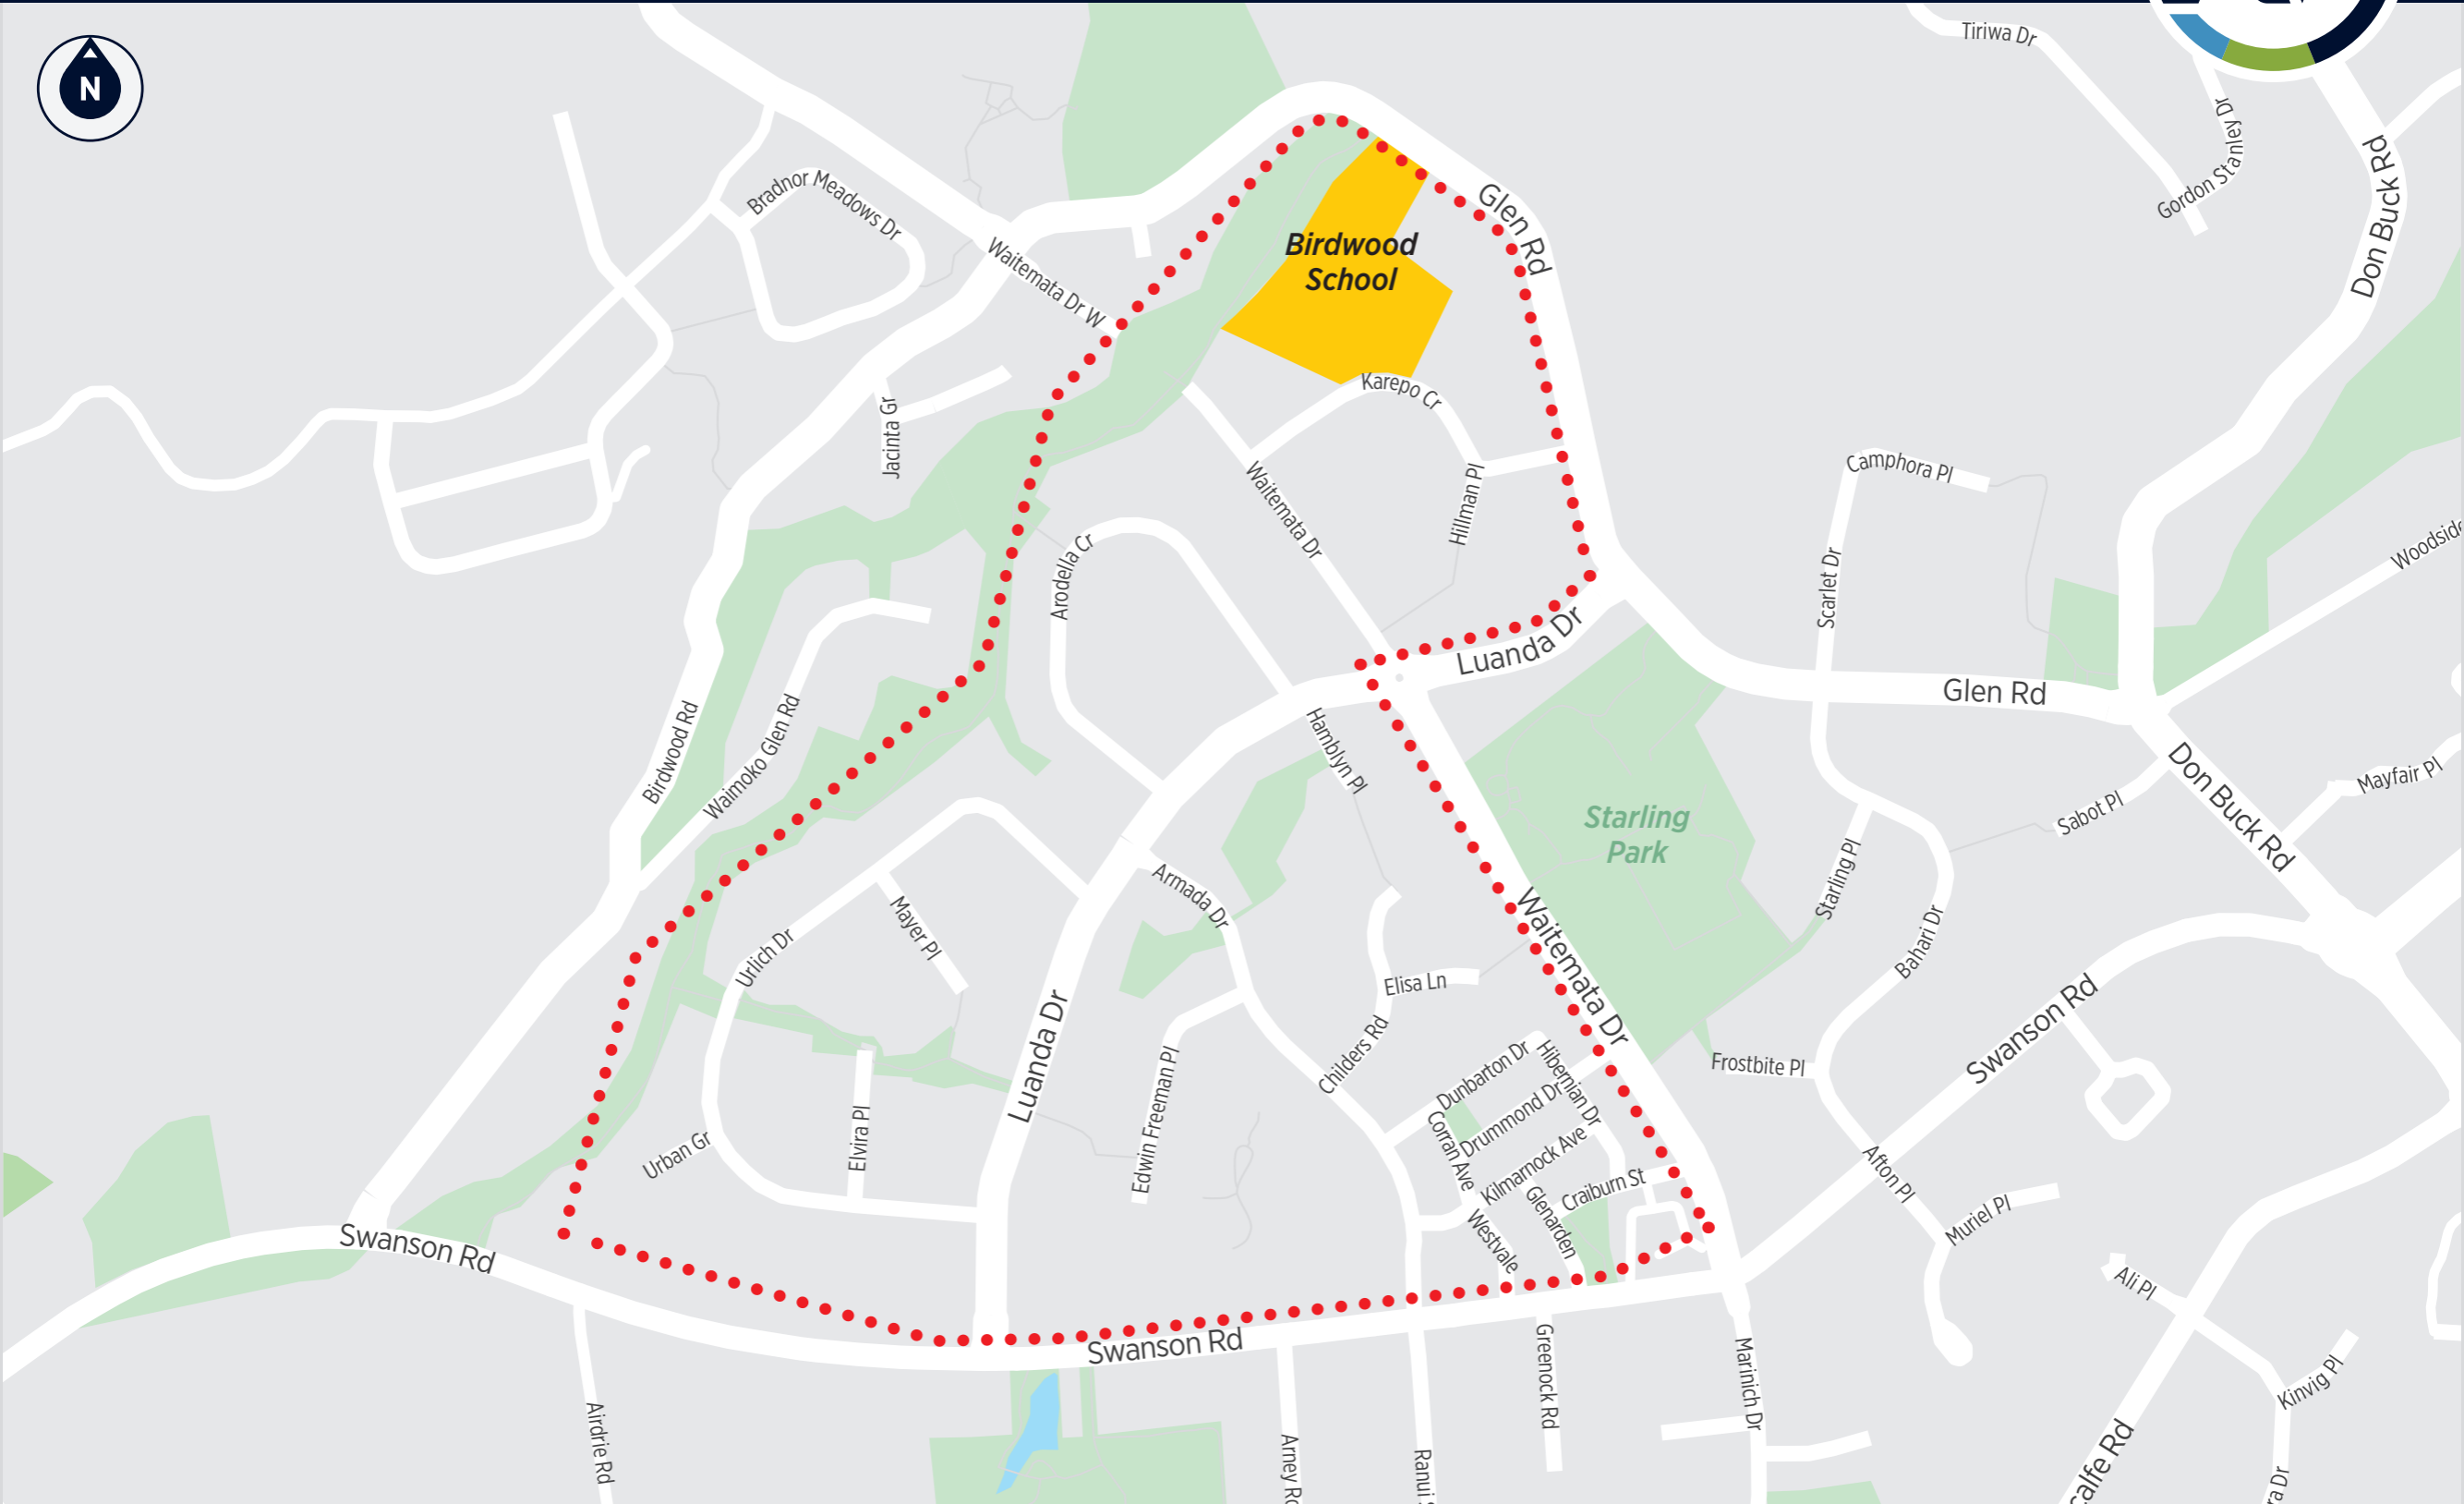 N
Tiriwa Dr
Gordon Stanley Dr
Don Buck Rd
Bradnor Meadows Dr
Waitemata Dr W
Glen Rd
Birdwood
School
Jacinta Gr
Karepo Cr
Waitemata Dr
Hillman Pl
Camphora Pl
Scarlet Dr
Arodella Cr
Luanda Dr
Glen Rd
Birdwood Rd
Waimoko Glen Rd
Hamblyn Pl
Starling
Park
Don Buck Rd
Mayfair Pl
Sabot Pl
Starling Pl
Bahari Dr
Armada Dr
Mayer Pl
Urlich Dr
Waitemata Dr
Elisa Ln
Childers Rd
Luanda Dr
Swanson Rd
Frostbite Pl
Dunbarton Dr
Hibernian Dr
Drummond Dr
Corran Ave
Kilmarnock Ave
Craiburn St
Glenarden
Westvale
Edwin Freeman Pl
Elvira Pl
Urban Gr
Afton Pl
Muriel Pl
Ali Pl
Kinvig Pl
Swanson Rd
Swanson Rd
Airdrie Rd
Greenock Rd
Marinich Dr
Arney
Ranui